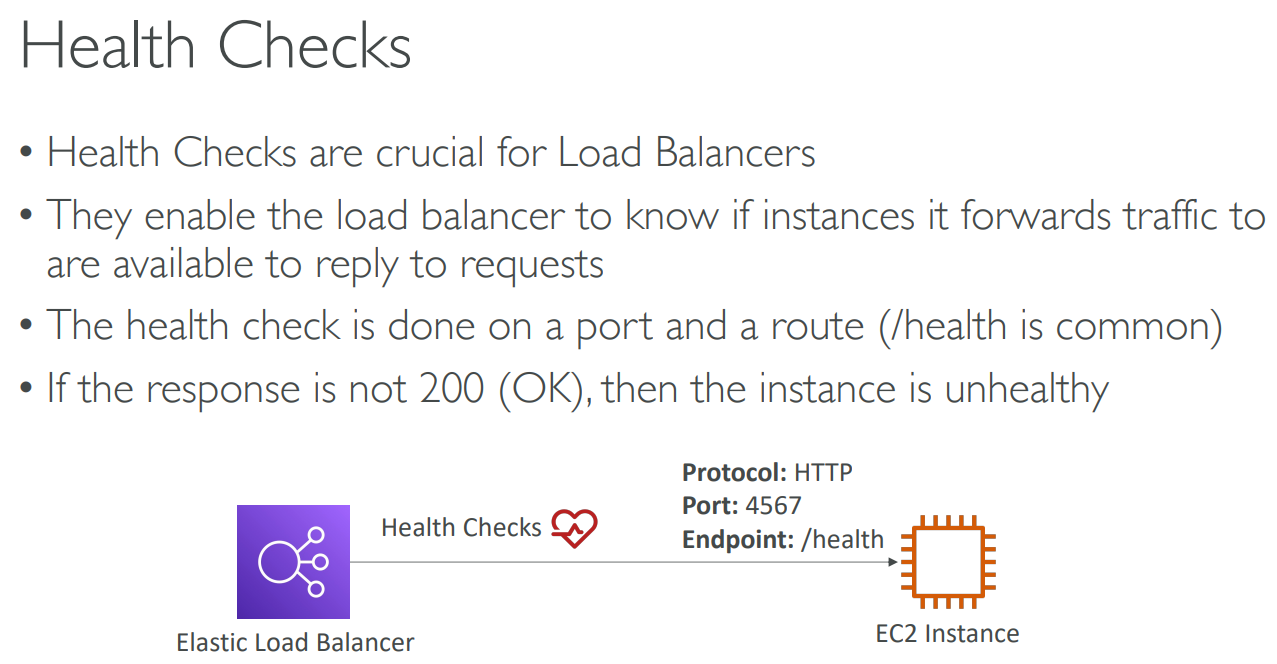 Health Checks
• Health Checks are crucial for Load Balancers
• They enable the load balancer to know if instances it forwards traffic to
are available to reply to requests
• The health check is done on a port and a route (/health is common)
• If the response is not 200 (OK), then the instance is unhealthy
Protocol: HTTP
Port: 4567
Endpoint: /health
Health Checks
Elastic Load Balancer
EC2 Instance